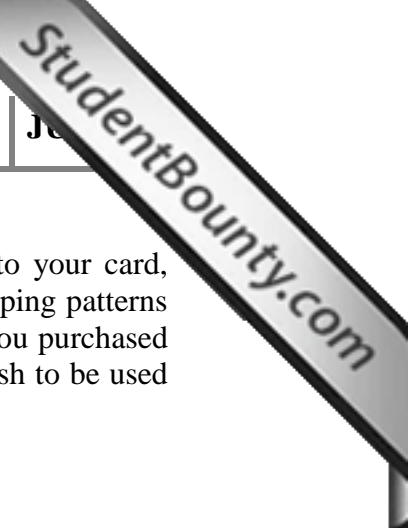 StudentBounty.com
to your card,
ping patterns
ou purchased
sh to be used